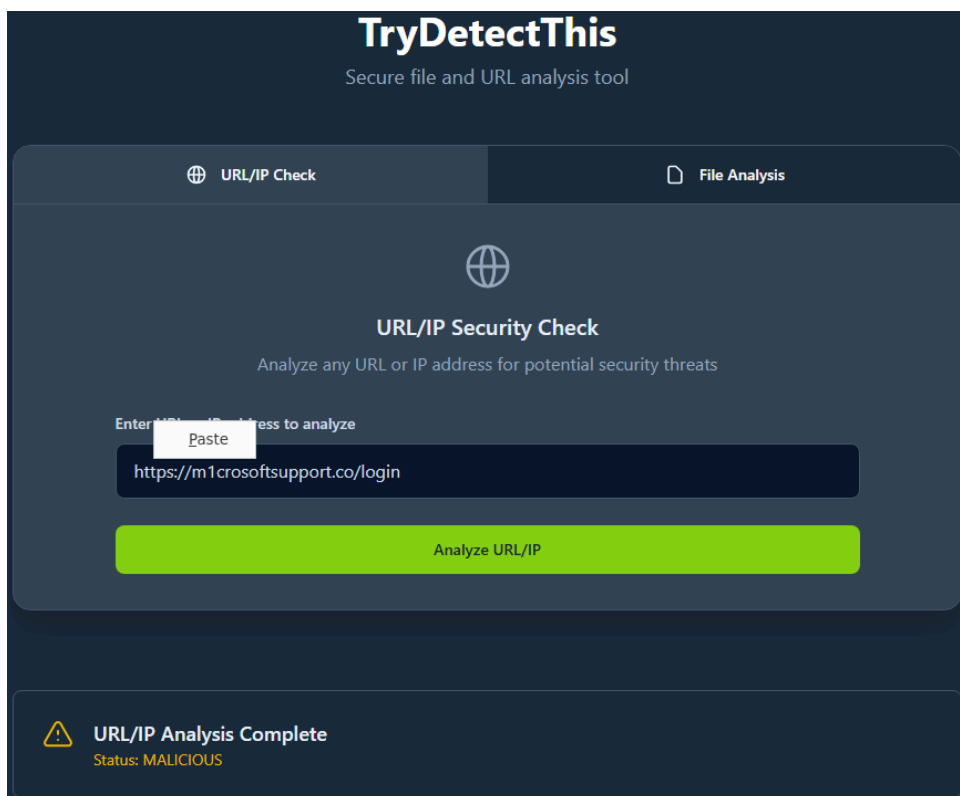 TryDetectThis
Secure file and URL analysis tool
URL/IP Check
File Analysis
URL/IP Security Check
Analyze any URL or IP address for potential security threats
Enter address to analyze
Paste
https://m1crosoftsupport.co/login
Analyze URL/IP
URL/IP Analysis Complete
Status: MALICIOUS